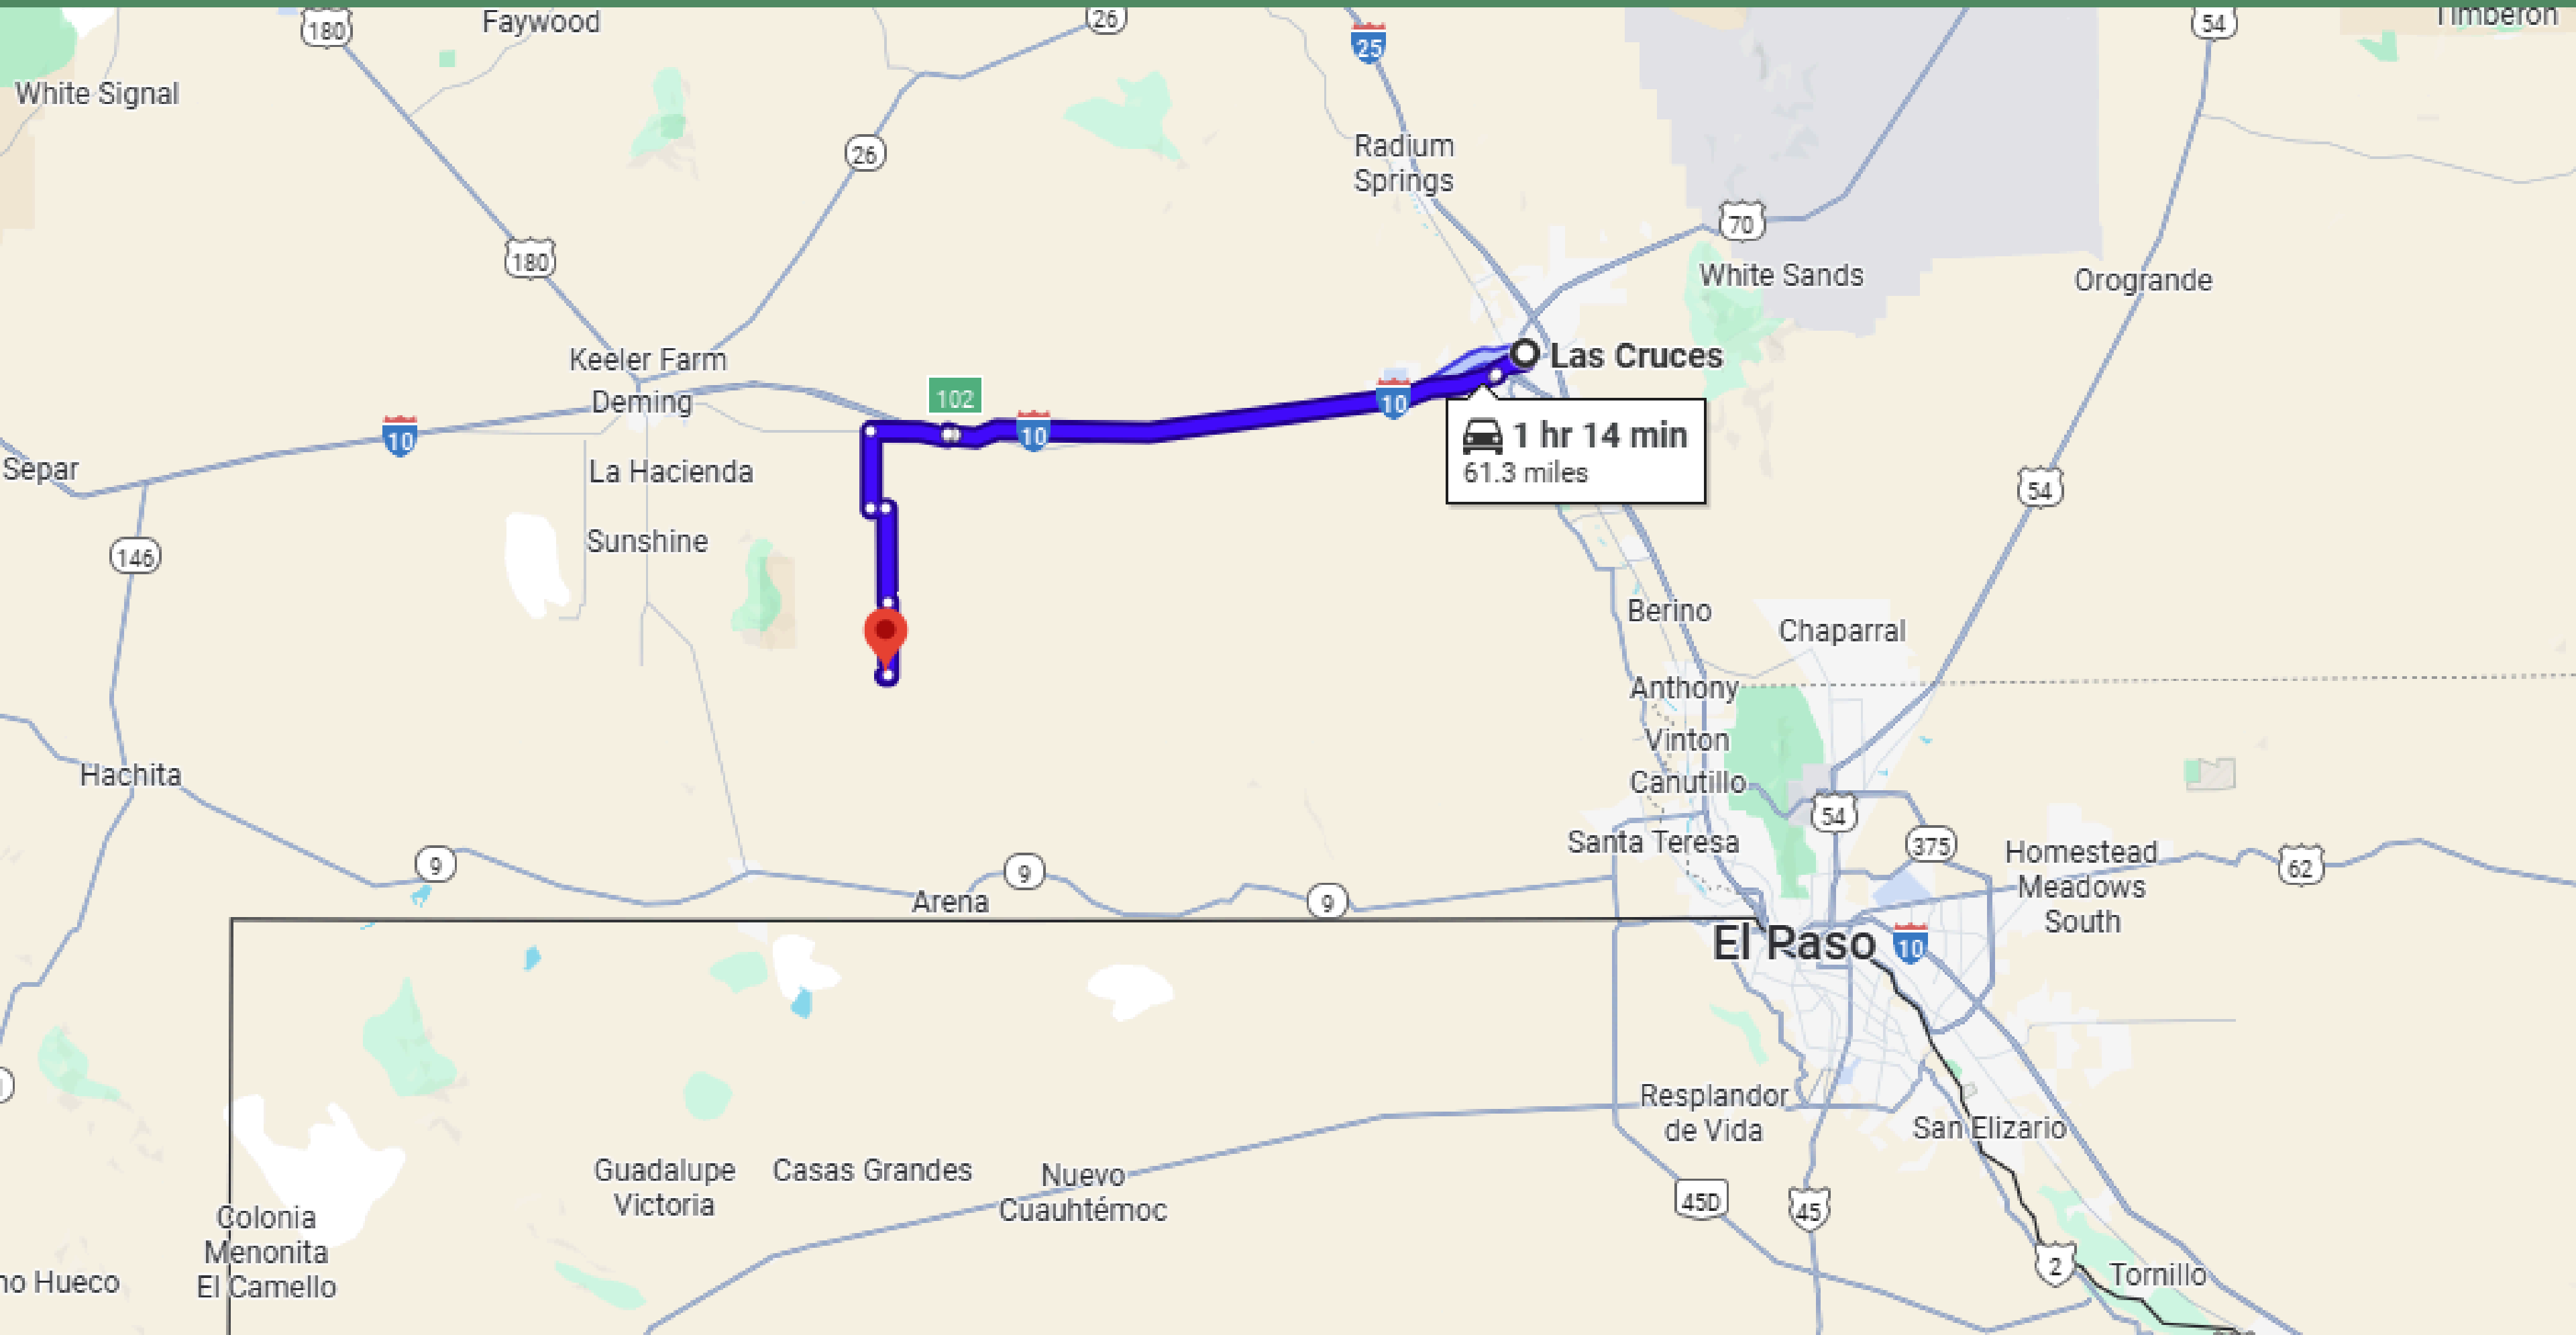 180
Faywood
26
25
54
Timberon
White Signal
26
Radium
Springs
180
70
White Sands
Orogrande
Keeler Farm
Las Cruces
Deming
102
10
10
10
1 hr 14 min
61.3 miles
Separ
La Hacienda
54
Sunshine
146
Berino
Chaparral
Anthony
Vinton
Hachita
Canutillo
54
Santa Teresa
375
Homestead
Meadows
South
62
9
9
9
Arena
El Paso
10
Resplandor
de Vida
San Elizario
Guadalupe
Victoria
Casas Grandes
Nuevo
Cuauhtémoc
45D
45
Colonia
Menonita
El Camello
no Hueco
2
Tornillo